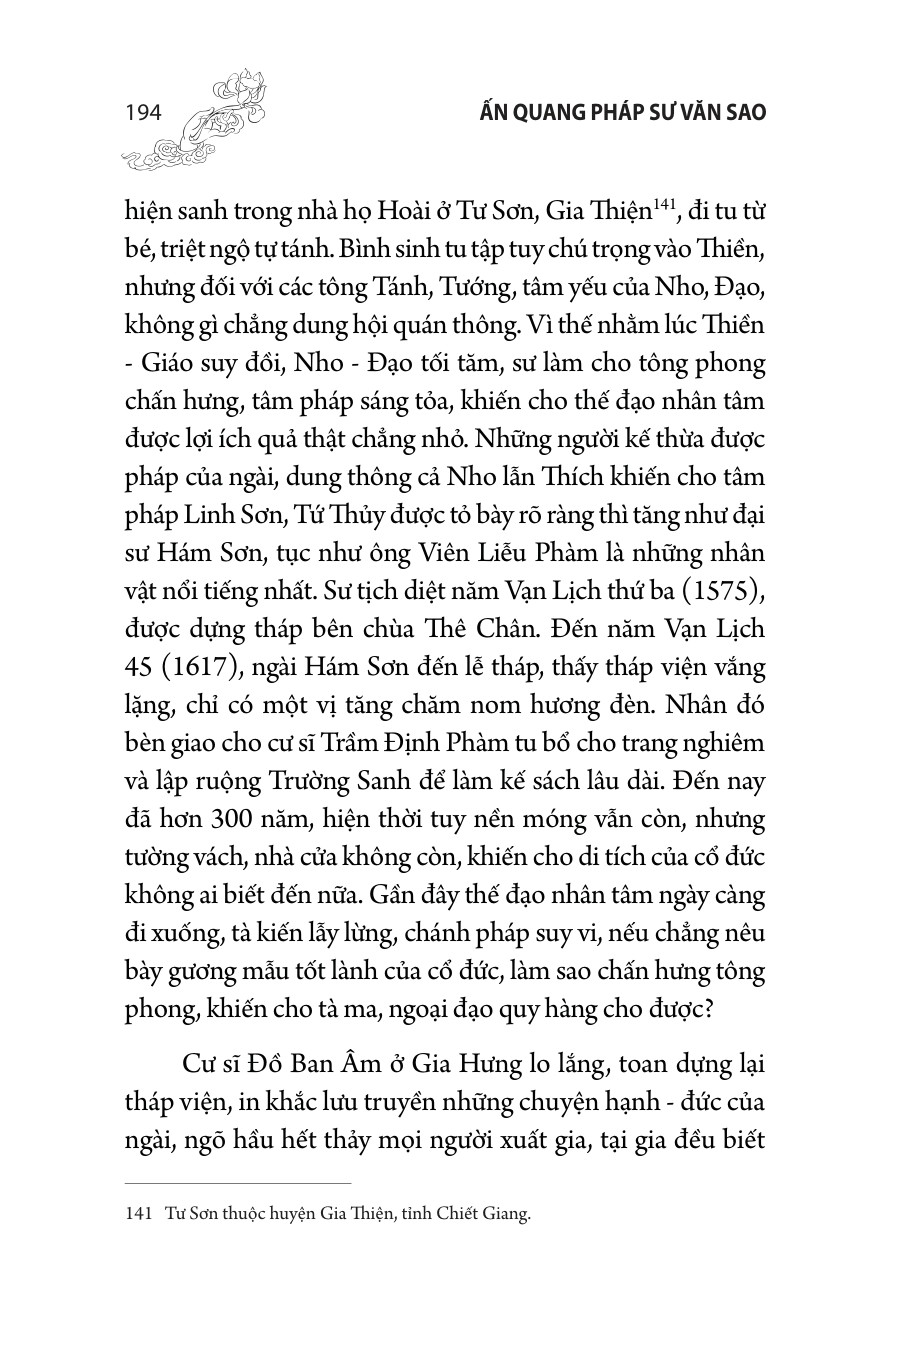 194
ẤN QUANG PHÁP SƯ VĂN SAO
hiện sanh trong nhà họ Hoài ở Tư Sơn, Gia Thiện141, đi tu từ
bé, triệt ngộ tự tánh. Bình sinh tu tập tuy chú trọng vào Thiền,
nhưng đối với các tông Tánh, Tướng, tâm yếu của Nho, Đạo,
không gì chẳng dung hội quán thông. Vì thế nhằm lúc Thiền
- Giáo suy đồi, Nho - Đạo tối tăm, sư làm cho tông phong
chấn hưng, tâm pháp sáng tỏa, khiến cho thế đạo nhân tâm
được lợi ích quả thật chẳng nhỏ. Những người kế thừa được
pháp của ngài, dung thông cả Nho lẫn Thích khiến cho tâm
pháp Linh Sơn, Tứ Thủy được tỏ bày rõ ràng thì tăng như đại
sư Hám Sơn, tục như ông Viên Liễu Phàm là những nhân
vật nổi tiếng nhất. Sư tịch diệt năm Vạn Lịch thứ ba (1575),
được dựng tháp bên chùa Thê Chân. Đến năm Vạn Lịch
45 (1617), ngài Hám Sơn đến lễ tháp, thấy tháp viện vắng
lặng, chỉ có một vị tăng chăm nom hương đèn. Nhân đó
bèn giao cho cư sĩ Trầm Định Phàm tu bổ cho trang nghiêm
và lập ruộng Trường Sanh để làm kế sách lâu dài. Đến nay
đã hơn 300 năm, hiện thời tuy nền móng vẫn còn, nhưng
tường vách, nhà cửa không còn, khiến cho di tích của cổ đức
không ai biết đến nữa. Gần đây thế đạo nhân tâm ngày càng
đi xuống, tà kiến lẫy lừng, chánh pháp suy vi, nếu chẳng nêu
bày gương mẫu tốt lành của cổ đức, làm sao chấn hưng tông
phong, khiến cho tà ma, ngoại đạo quy hàng cho được?
Cư sĩ Đồ Ban Âm ở Gia Hưng lo lắng, toan dựng lại
tháp viện, in khắc lưu truyền những chuyện hạnh - đức của
ngài, ngõ hầu hết thảy mọi người xuất gia, tại gia đều biết
141 Tư Sơn thuộc huyện Gia Thiện, tỉnh Chiết Giang.